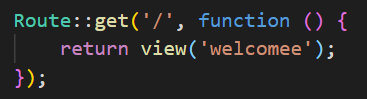 Route::get('/', function () {
    return view('welcomee');
});